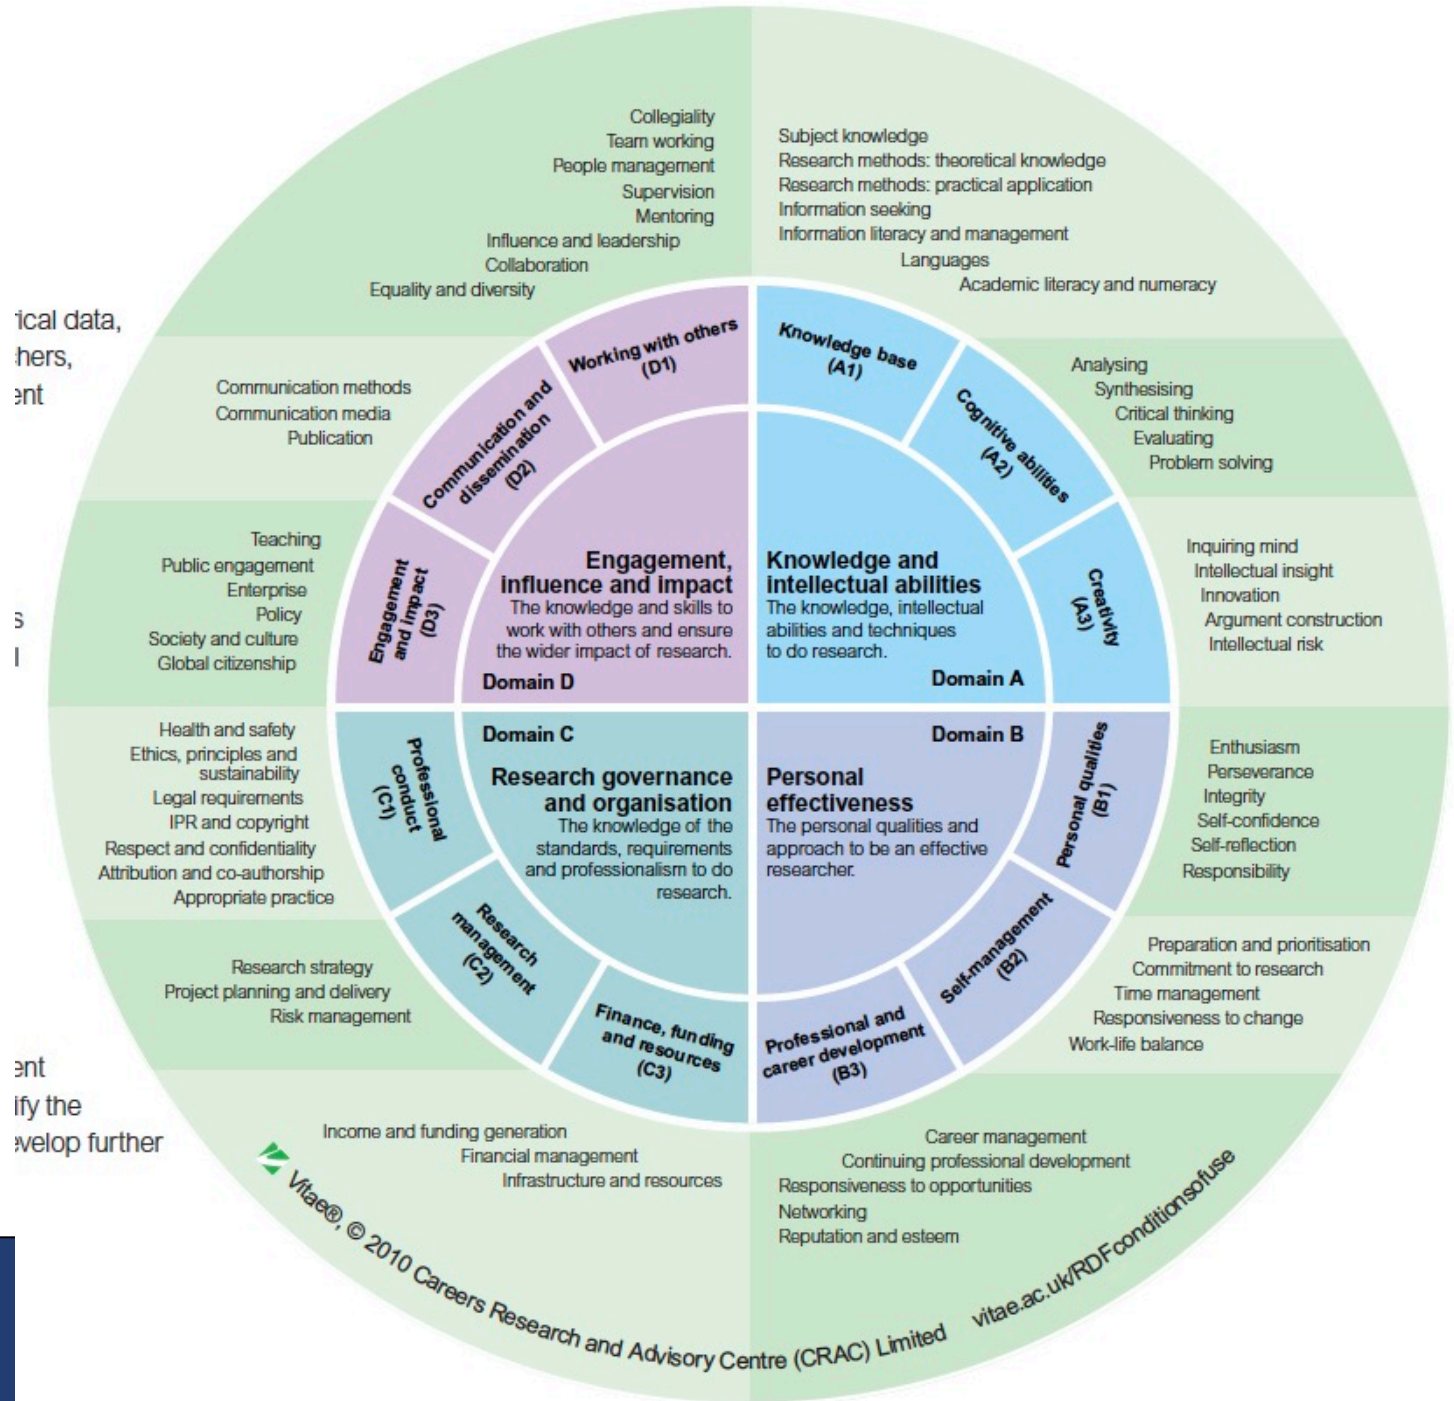 Collegiality
Team working
People management
Supervision
Mentoring
Influence and leadership
Collaboration
Equality and diversity
Subject knowledge
Research methods: theoretical knowledge
Research methods: practical application
Information seeking
Information literacy and management
Languages
Academic literacy and numeracy
rical data,
hers,
ent
Communication methods
Communication media
Publication
Working with others
(D1)
Knowledge base
(A1)
Analysing
Synthesising
Critical thinking
Evaluating
Problem solving
Communication and
dissemination
(D2)
Cognitive abilities
(A2)
Teaching
Public engagement
Enterprise
Policy
Society and culture
Global citizenship
Engagement
and impact
(D3)
Engagement,
influence and impact
The knowledge and skills to
work with others and ensure
the wider impact of research.
Domain D
Knowledge and
intellectual abilities
The knowledge, intellectual
abilities and techniques
to do research.
Domain A
Creativity
(A3)
Inquiring mind
Intellectual insight
Innovation
Argument construction
Intellectual risk
s
Health and safety
Ethics, principles and
sustainability
Legal requirements
IPR and copyright
Respect and confidentiality
Attribution and co-authorship
Appropriate practice
Professional
conduct
(C1)
Domain C
Research governance
and organisation
The knowledge of the
standards, requirements
and professionalism to do
research.
Domain B
Personal
effectiveness
The personal qualities and
approach to be an effective
researcher.
Personal qualities
(B1)
Enthusiasm
Perseverance
Integrity
Self-confidence
Self-reflection
Responsibility
Research strategy
Project planning and delivery
Risk management
Research
management
(C2)
Self-management
(B2)
Preparation and prioritisation
Commitment to research
Time management
Responsiveness to change
Work-life balance
Finance, funding
and resources
(C3)
Professional and
career development
(B3)
ent
ify the
evelop further
Income and funding generation
Financial management
Infrastructure and resources
Career management
Continuing professional development
Responsiveness to opportunities
Networking
Reputation and esteem
Vitae®, © 2010 Careers Research and Advisory Centre (CRAC) Limited vitae.ac.uk/RDFconditionsofuse